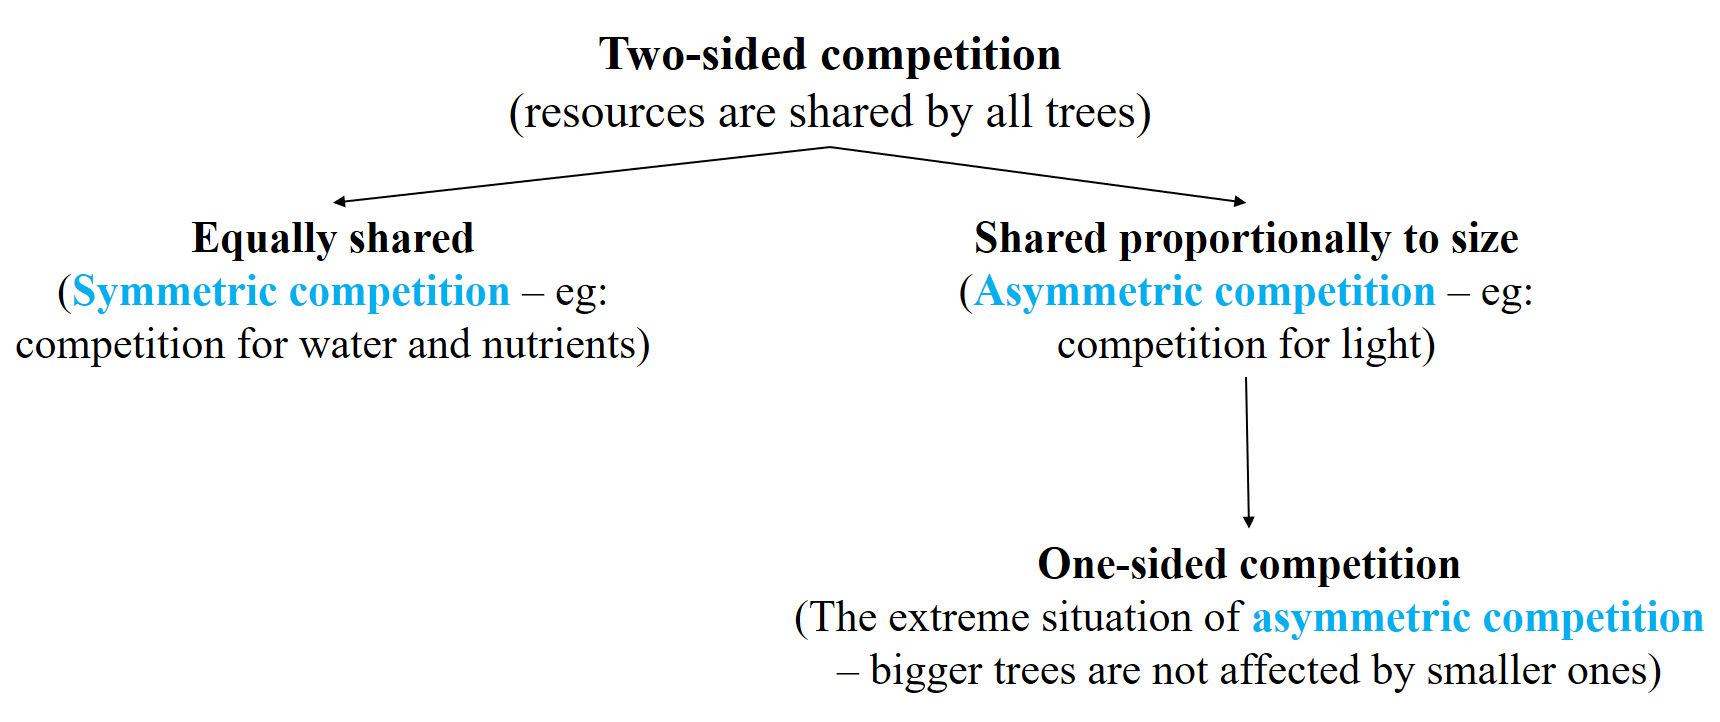 Two-sided competition
(resources are shared by all trees)
Equally shared
(Symmetric competition – eg:
competition for water and nutrients)
Shared proportionally to size
(Asymmetric competition – eg:
competition for light)
One-sided competition
(The extreme situation of asymmetric competition
– bigger trees are not affected by smaller ones)